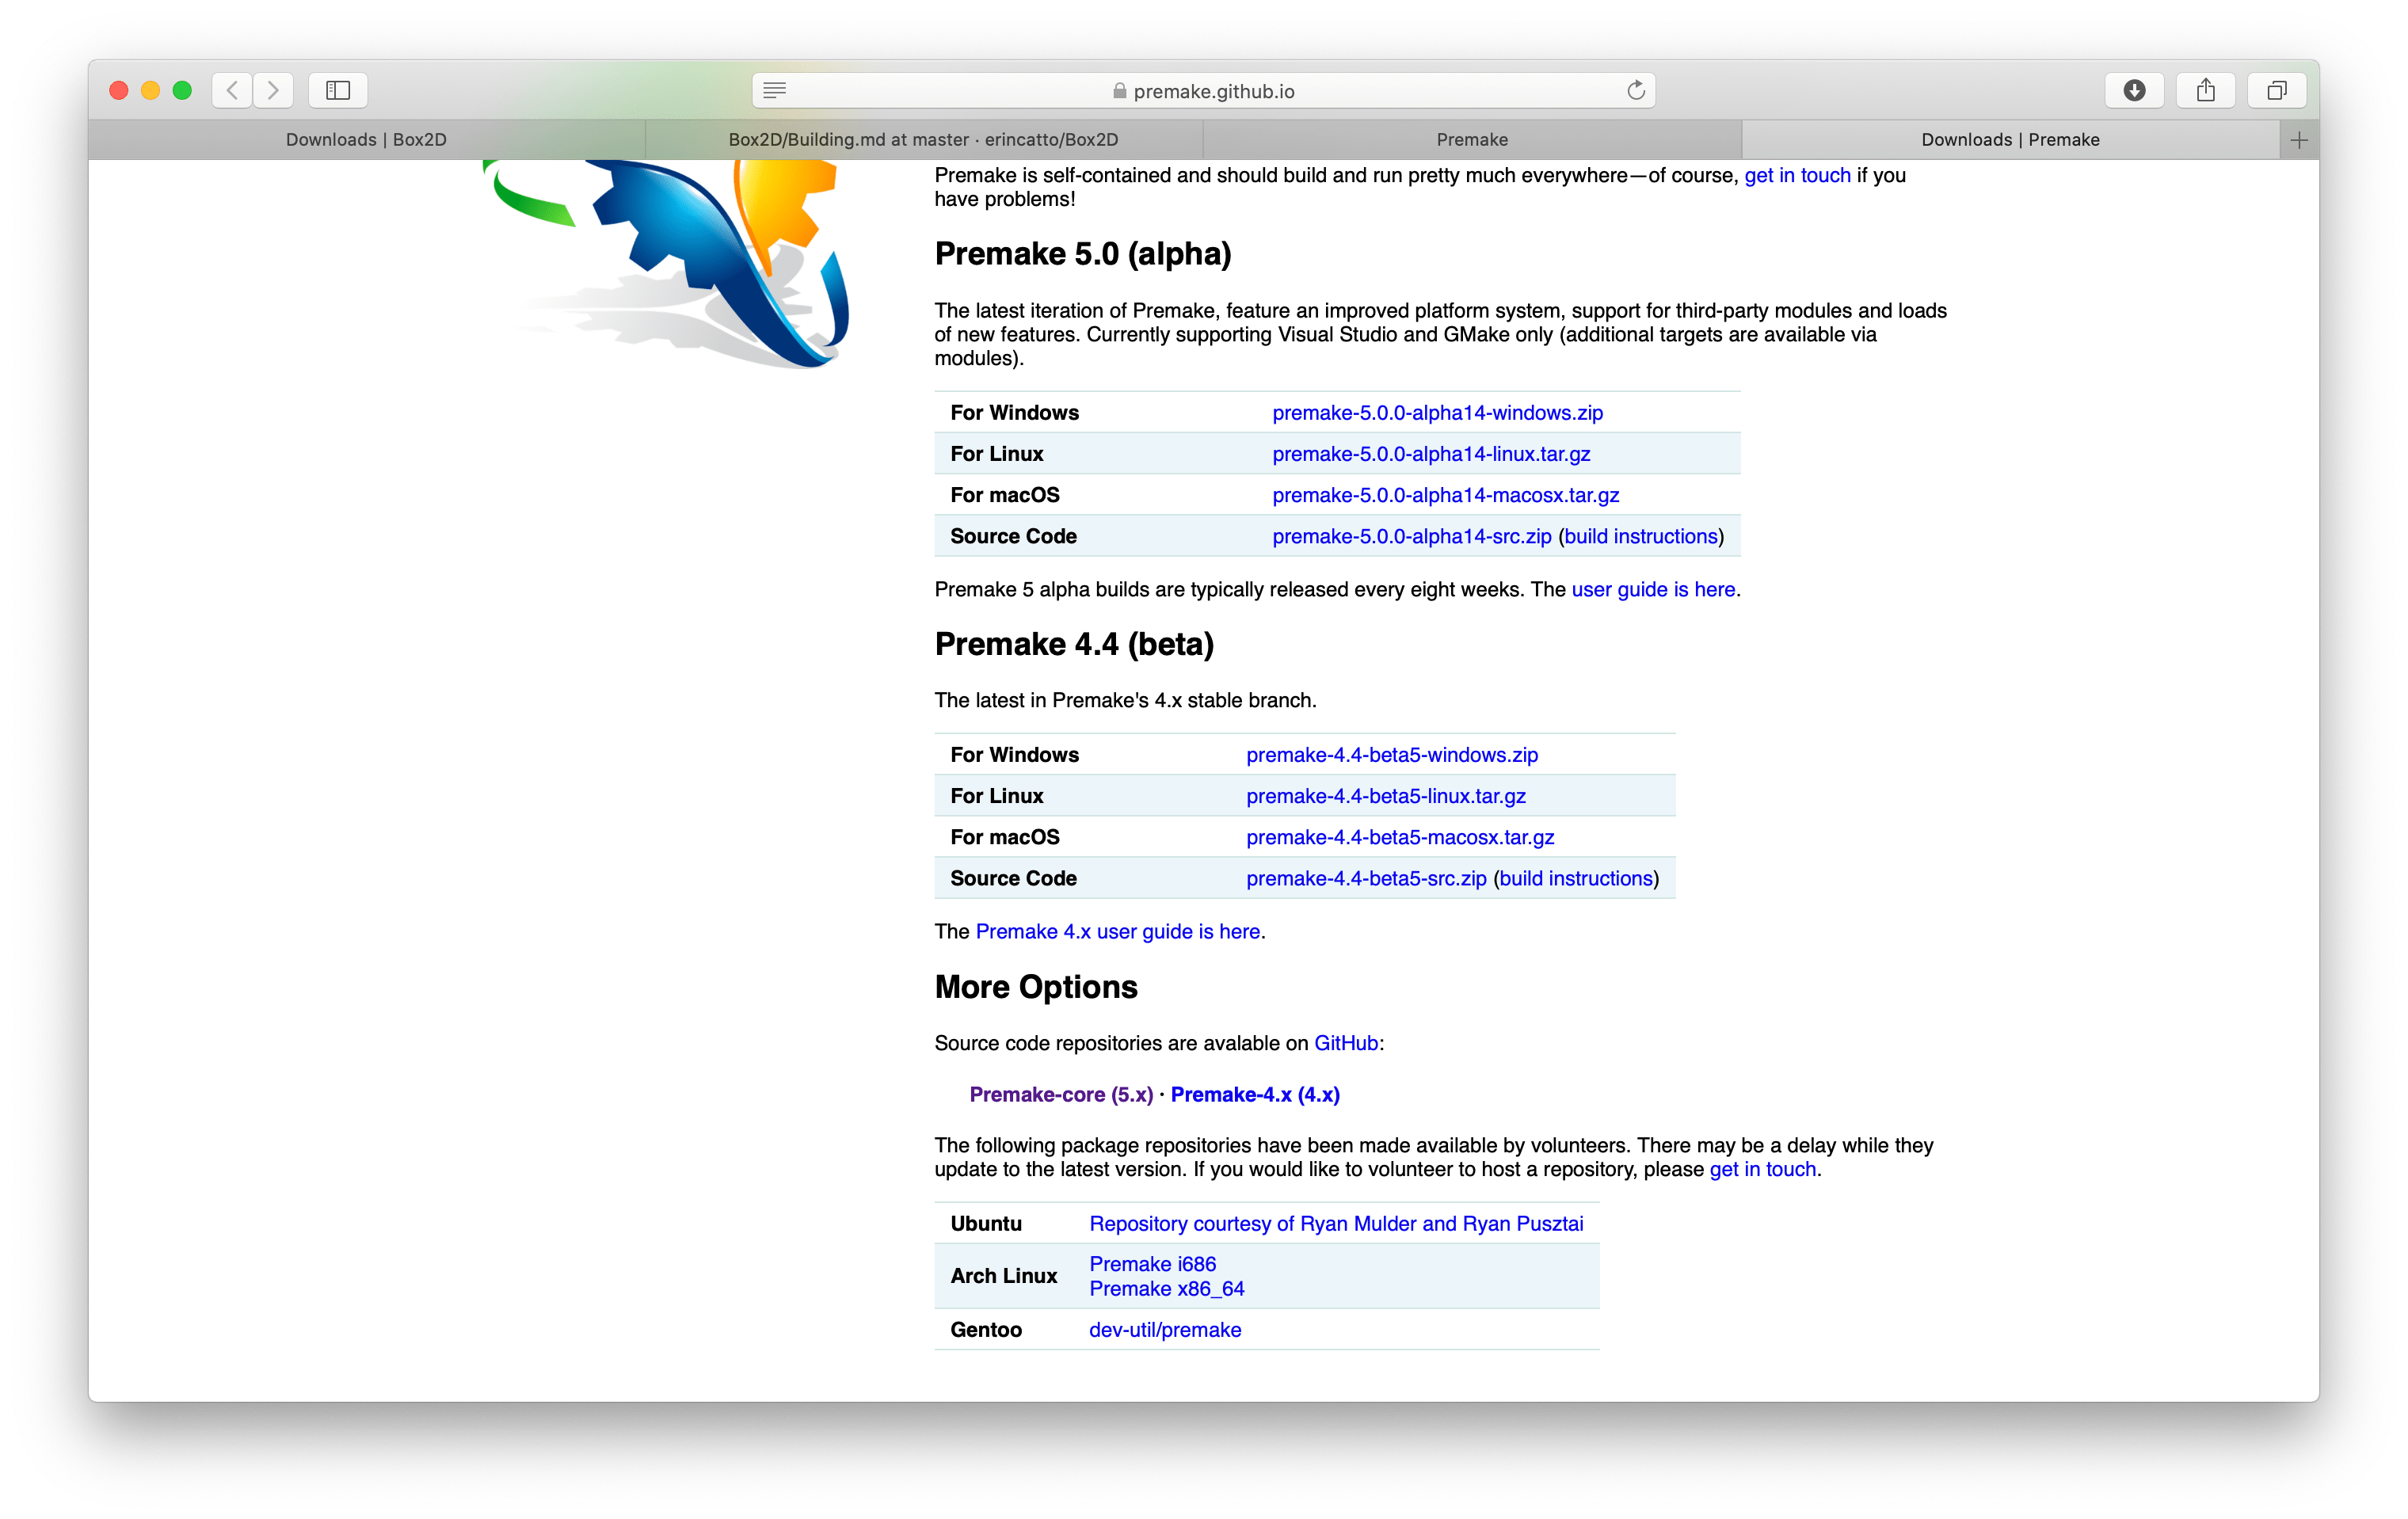 premake.github.io
Downloads | Box2D
Box2D/Building.md at master · erincatto/Box2D
Premake
Downloads | Premake
Premake is self-contained and should build and run pretty much everywhere—of course, get in touch if you
have problems!
Premake 5.0 (alpha)
The latest iteration of Premake, feature an improved platform system, support for third-party modules and loads
of new features. Currently supporting Visual Studio and GMake only (additional targets are available via
modules).
For Windows premake-5.0.0-alpha14-windows.zip
For Linux premake-5.0.0-alpha14-linux.tar.gz
For macOS premake-5.0.0-alpha14-macosx.tar.gz
Source Code premake-5.0.0-alpha14-src.zip (build instructions)
Premake 5 alpha builds are typically released every eight weeks. The user guide is here.
Premake 4.4 (beta)
The latest in Premake's 4.x stable branch.
For Windows premake-4.4-beta5-windows.zip
For Linux premake-4.4-beta5-linux.tar.gz
For macOS premake-4.4-beta5-macosx.tar.gz
Source Code premake-4.4-beta5-src.zip (build instructions)
The Premake 4.x user guide is here.
More Options
Source code repositories are avalable on GitHub:
Premake-core (5.x) · Premake-4.x (4.x)
The following package repositories have been made available by volunteers. There may be a delay while they
update to the latest version. If you would like to volunteer to host a repository, please get in touch.
Ubuntu Repository courtesy of Ryan Mulder and Ryan Pusztai
Arch Linux Premake i686
Premake x86_64
Gentoo dev-util/premake